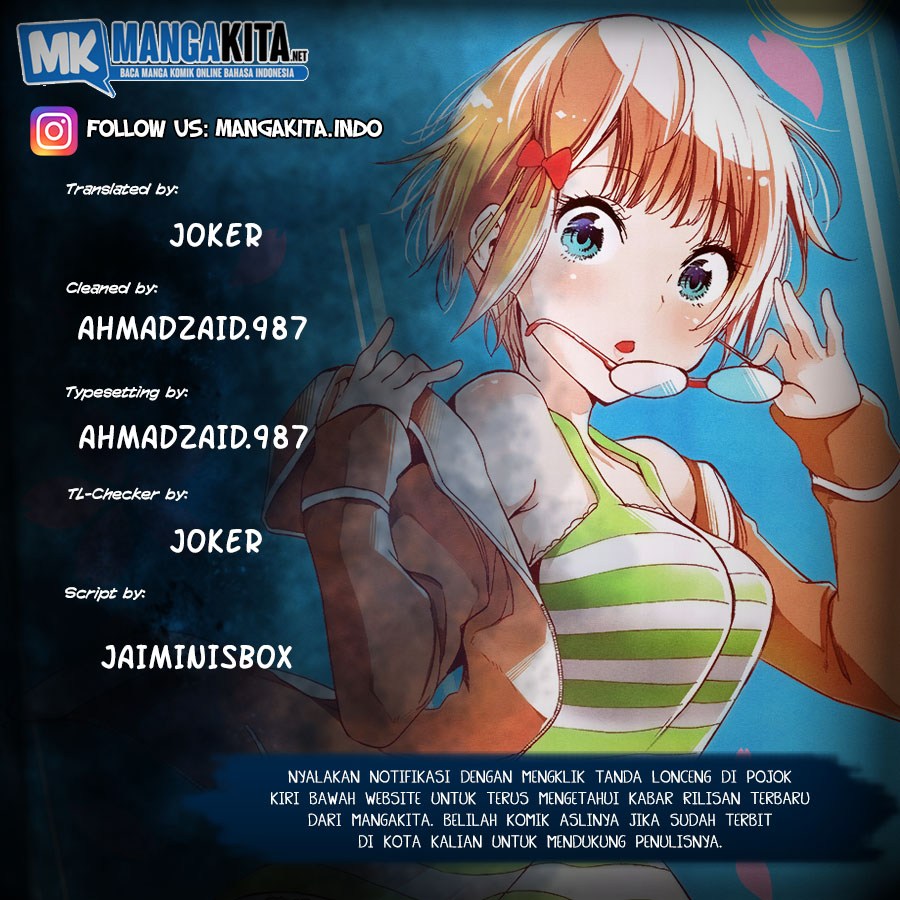 MK MANGAKITA.NET
BACA MANGA KOMIK ONLINE BAHASA INDONESIA
FOLLOW US: MANGAKITA.INDO
Translated by:
JOKER
Cleaned by:
AHMADZAID.987
Typesetting by:
AHMADZAID.987
TL-Checker by:
JOKER
Script by:
JAIMINISBOX
NYALAKAN NOTIFIKASI DENGAN MENGKLIK TANDA LONCENG DI POJOK
KIRI BAWAH WEBSITE UNTUK TERUS MENGETAHUI KABAR RILISAN TERBARU
DARI MANGAKITA. BELILAH KOMIK ASLINYA JIKA SUDAH TERBIT
DI KOTA KALIAN UNTUK MENDUKUNG PENULISNYA.